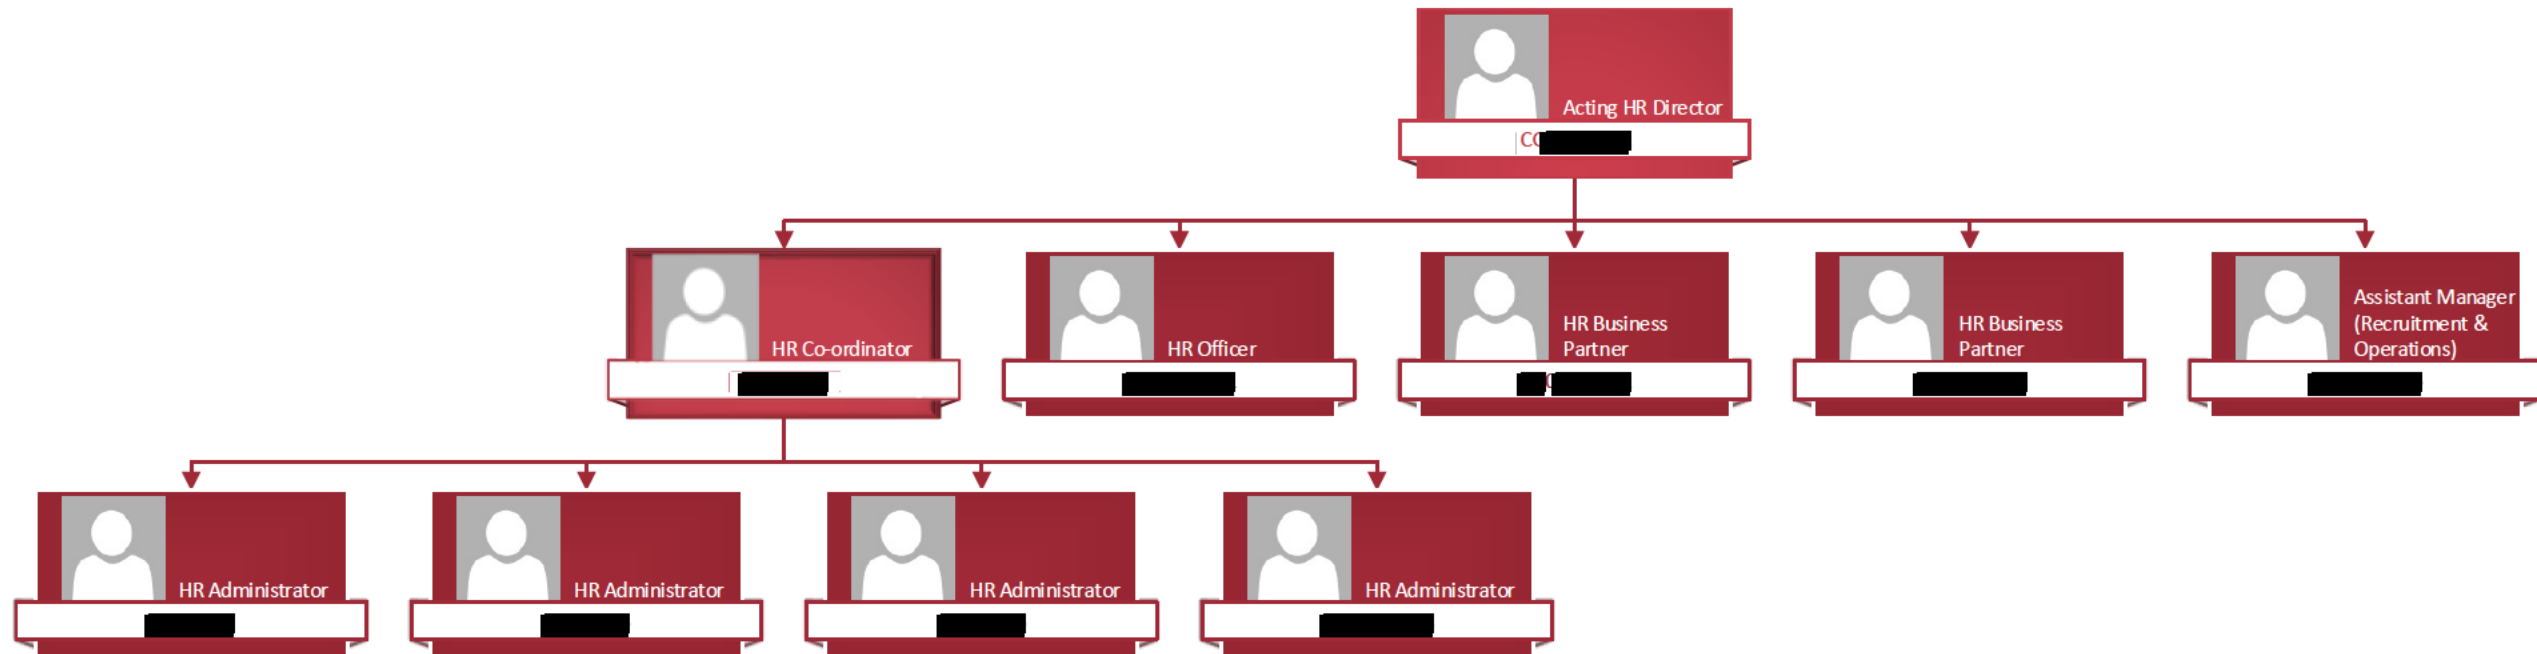 Acting HR Director
HR Co-ordinator
HR Officer
HR Business
Partner
HR Business
Partner
Assistant Manager
(Recruitment &
Operations)
HR Administrator
HR Administrator
HR Administrator
HR Administrator